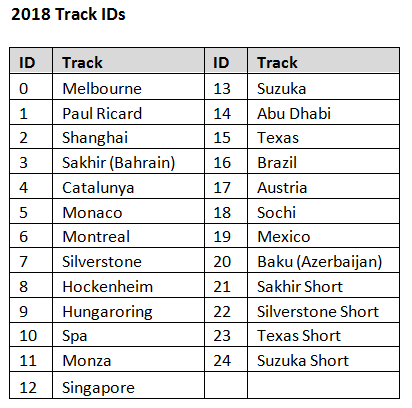 2018 Track IDs
ID Track ID Track
0 Melbourne 13 Suzuka
1 Paul Ricard 14 Abu Dhabi
2 Shanghai 15 Texas
3 Sakhir (Bahrain) 16 Brazil
4 Catalunya 17 Austria
5 Monaco 18 Sochi
6 Montreal 19 Mexico
7 Silverstone 20 Baku (Azerbaijan)
8 Hockenheim 21 Sakhir Short
9 Hungaroring 22 Silverstone Short
10 Spa 23 Texas Short
11 Monza 24 Suzuka Short
12 Singapore